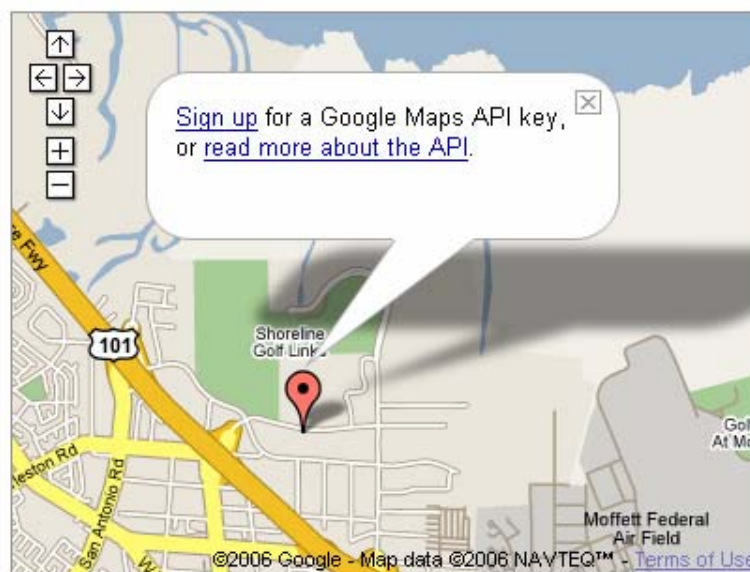 Sign up for a Google Maps API key,
or read more about the API.
101
Shoreline
Golf Links
San Antonio Rd
Moffett Federal
Air Field
©2006 Google - Map data ©2006 NAVTEQ™ - Terms of Use